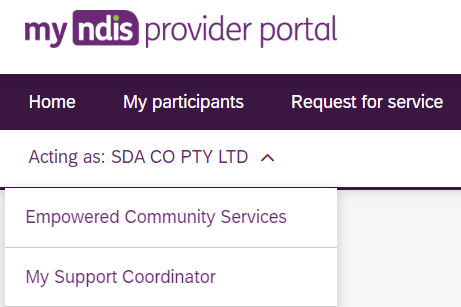 my ndis provider portal
Home My participants Request for service
Acting as: SDA CO PTY LTD
Empowered Community Services
My Support Coordinator